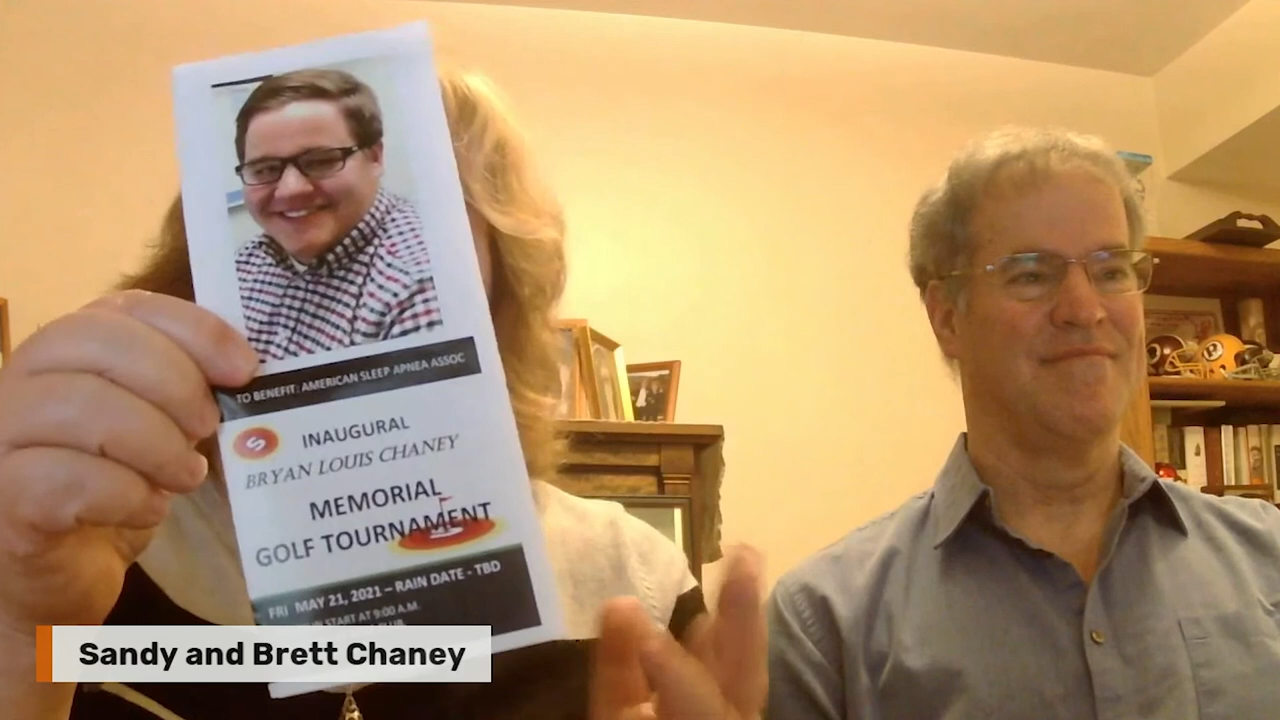 TO BENEFIT: AMERICAN SLEEP APNEA ASSOC
S
INAUGURAL
BRYAN LOUIS CHANEY
MEMORIAL
GOLF TOURNAMENT
FRI MAY 21, 2021 – RAIN DATE - TBD
START AT 9:00 A.M.
CLUB
Sandy and Brett Chaney